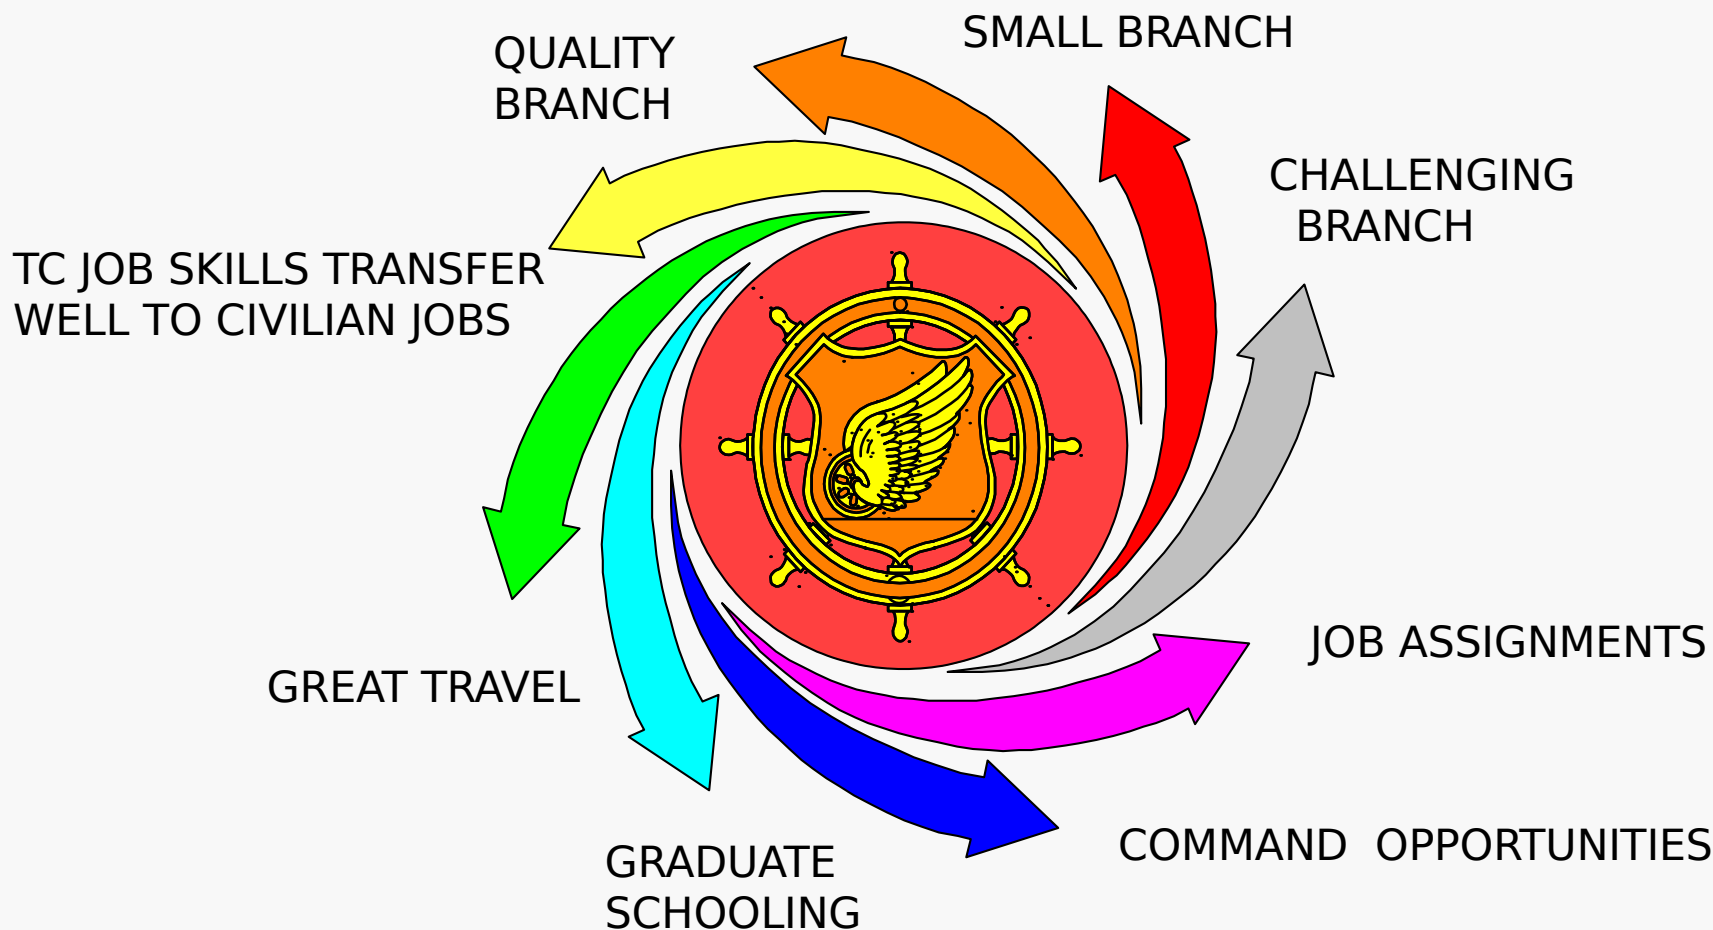 SMALL BRANCH
QUALITY
BRANCH
CHALLENGING
BRANCH
TC JOB SKILLS TRANSFER
WELL TO CIVILIAN JOBS
JOB ASSIGNMENTS
GREAT TRAVEL
COMMAND OPPORTUNITIES
GRADUATE
SCHOOLING